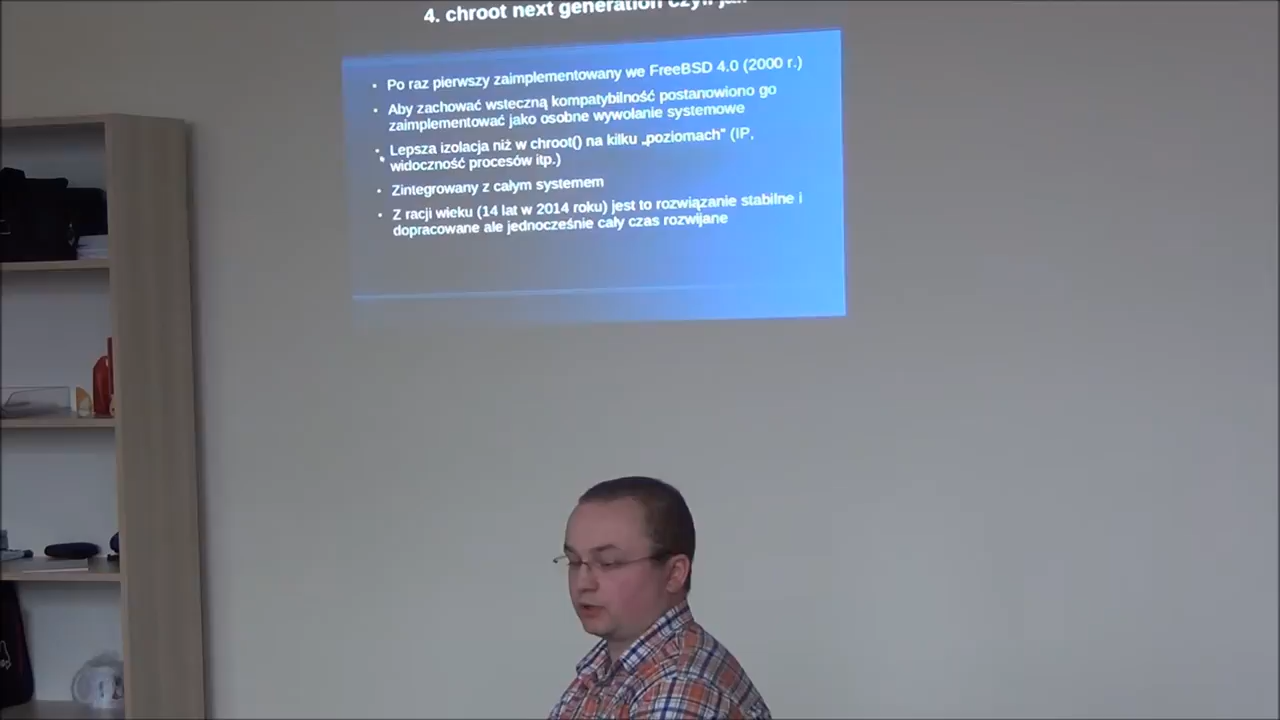 4. chroot next generation czyli
Po raz pierwszy zaimplementowany we FreeBSD 4.0 (2000 r.)
Aby zachować wsteczną kompatybilność postanowiono go
zaimplementować jako osobne wywołanie systemowe
Lepsza izolacja niż w chroot() na kilku „poziomach” (IP,
widoczność procesów itp.)
Zintegrowany z całym systemem
Z racji wieku (14 lat w 2014 roku) jest to rozwiązanie stabilne i
dopracowane ale jednocześnie cały czas rozwijane